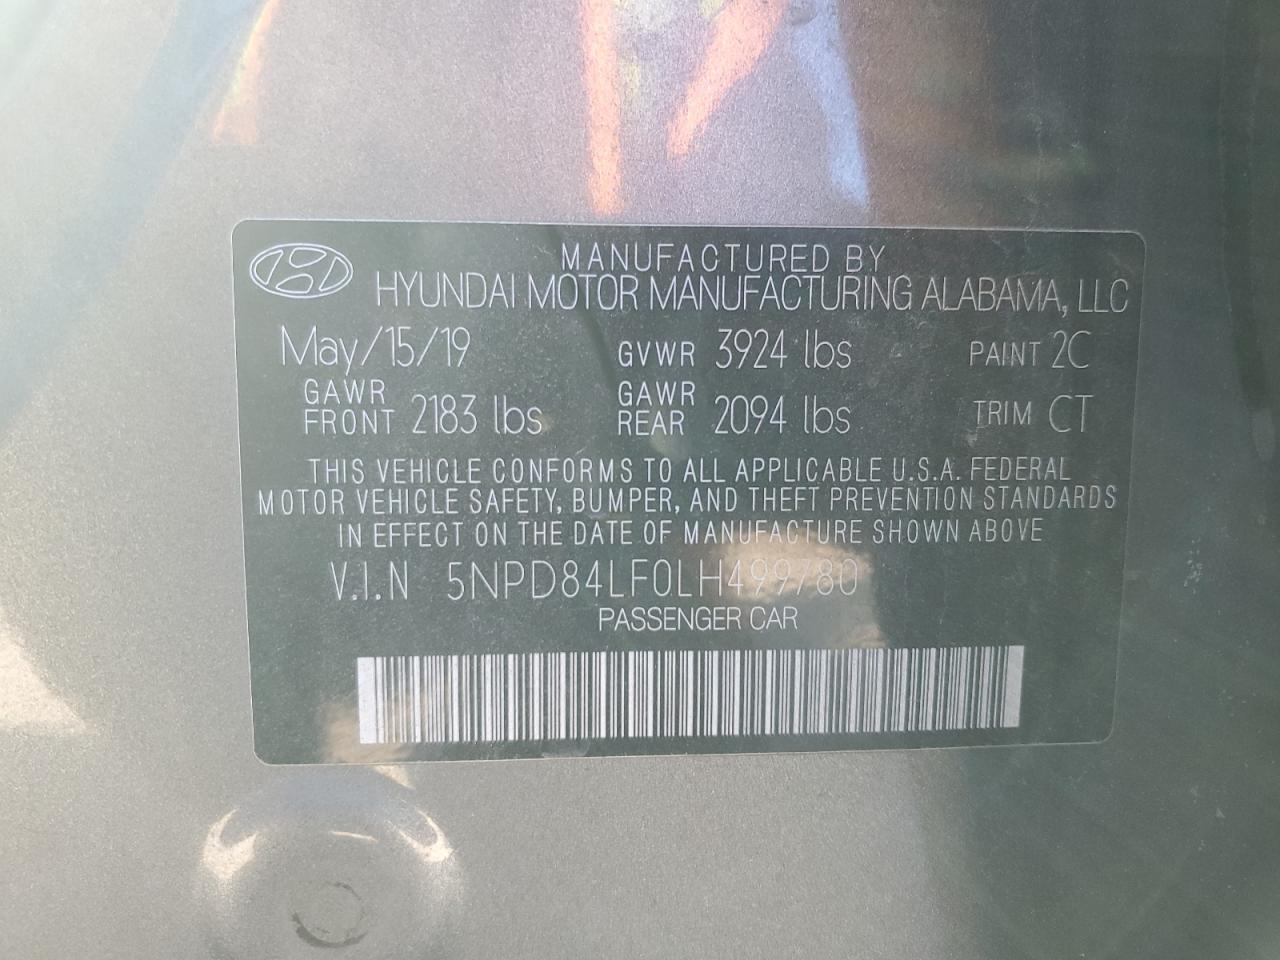 MANUFACTURED BY
HYUNDAI MOTOR MANUFACTURING ALABAMA, LLC
May/15/19 GVWR 3924 lbs PAINT 2C
GAWR FRONT 2183 lbs GAWR REAR 2094 lbs TRIM CT
THIS VEHICLE CONFORMS TO ALL APPLICABLE U.S.A. FEDERAL
MOTOR VEHICLE SAFETY, BUMPER, AND THEFT PREVENTION STANDARDS
IN EFFECT ON THE DATE OF MANUFACTURE SHOWN ABOVE
V.I.N 5NPD84LF0LH499780
PASSENGER CAR